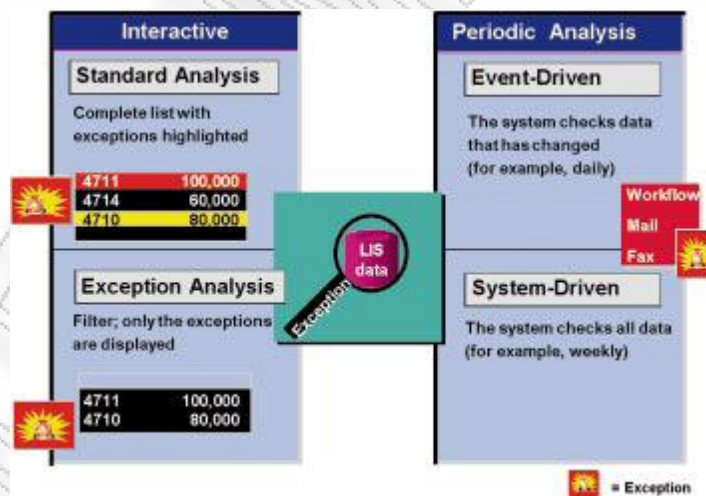 Interactive
Standard Analysis
Complete list with
exceptions highlighted
4711 100,000
4714 60,000
4710 80,000
Exception Analysis
Filter; only the exceptions
are displayed
4711 100,000
4710 80,000
LIS
data
Exception
Periodic Analysis
Event-Driven
The system checks data
that has changed
(for example, daily)
Workflow
Mail
Fax
System-Driven
The system checks all data
(for example, weekly)
= Exception